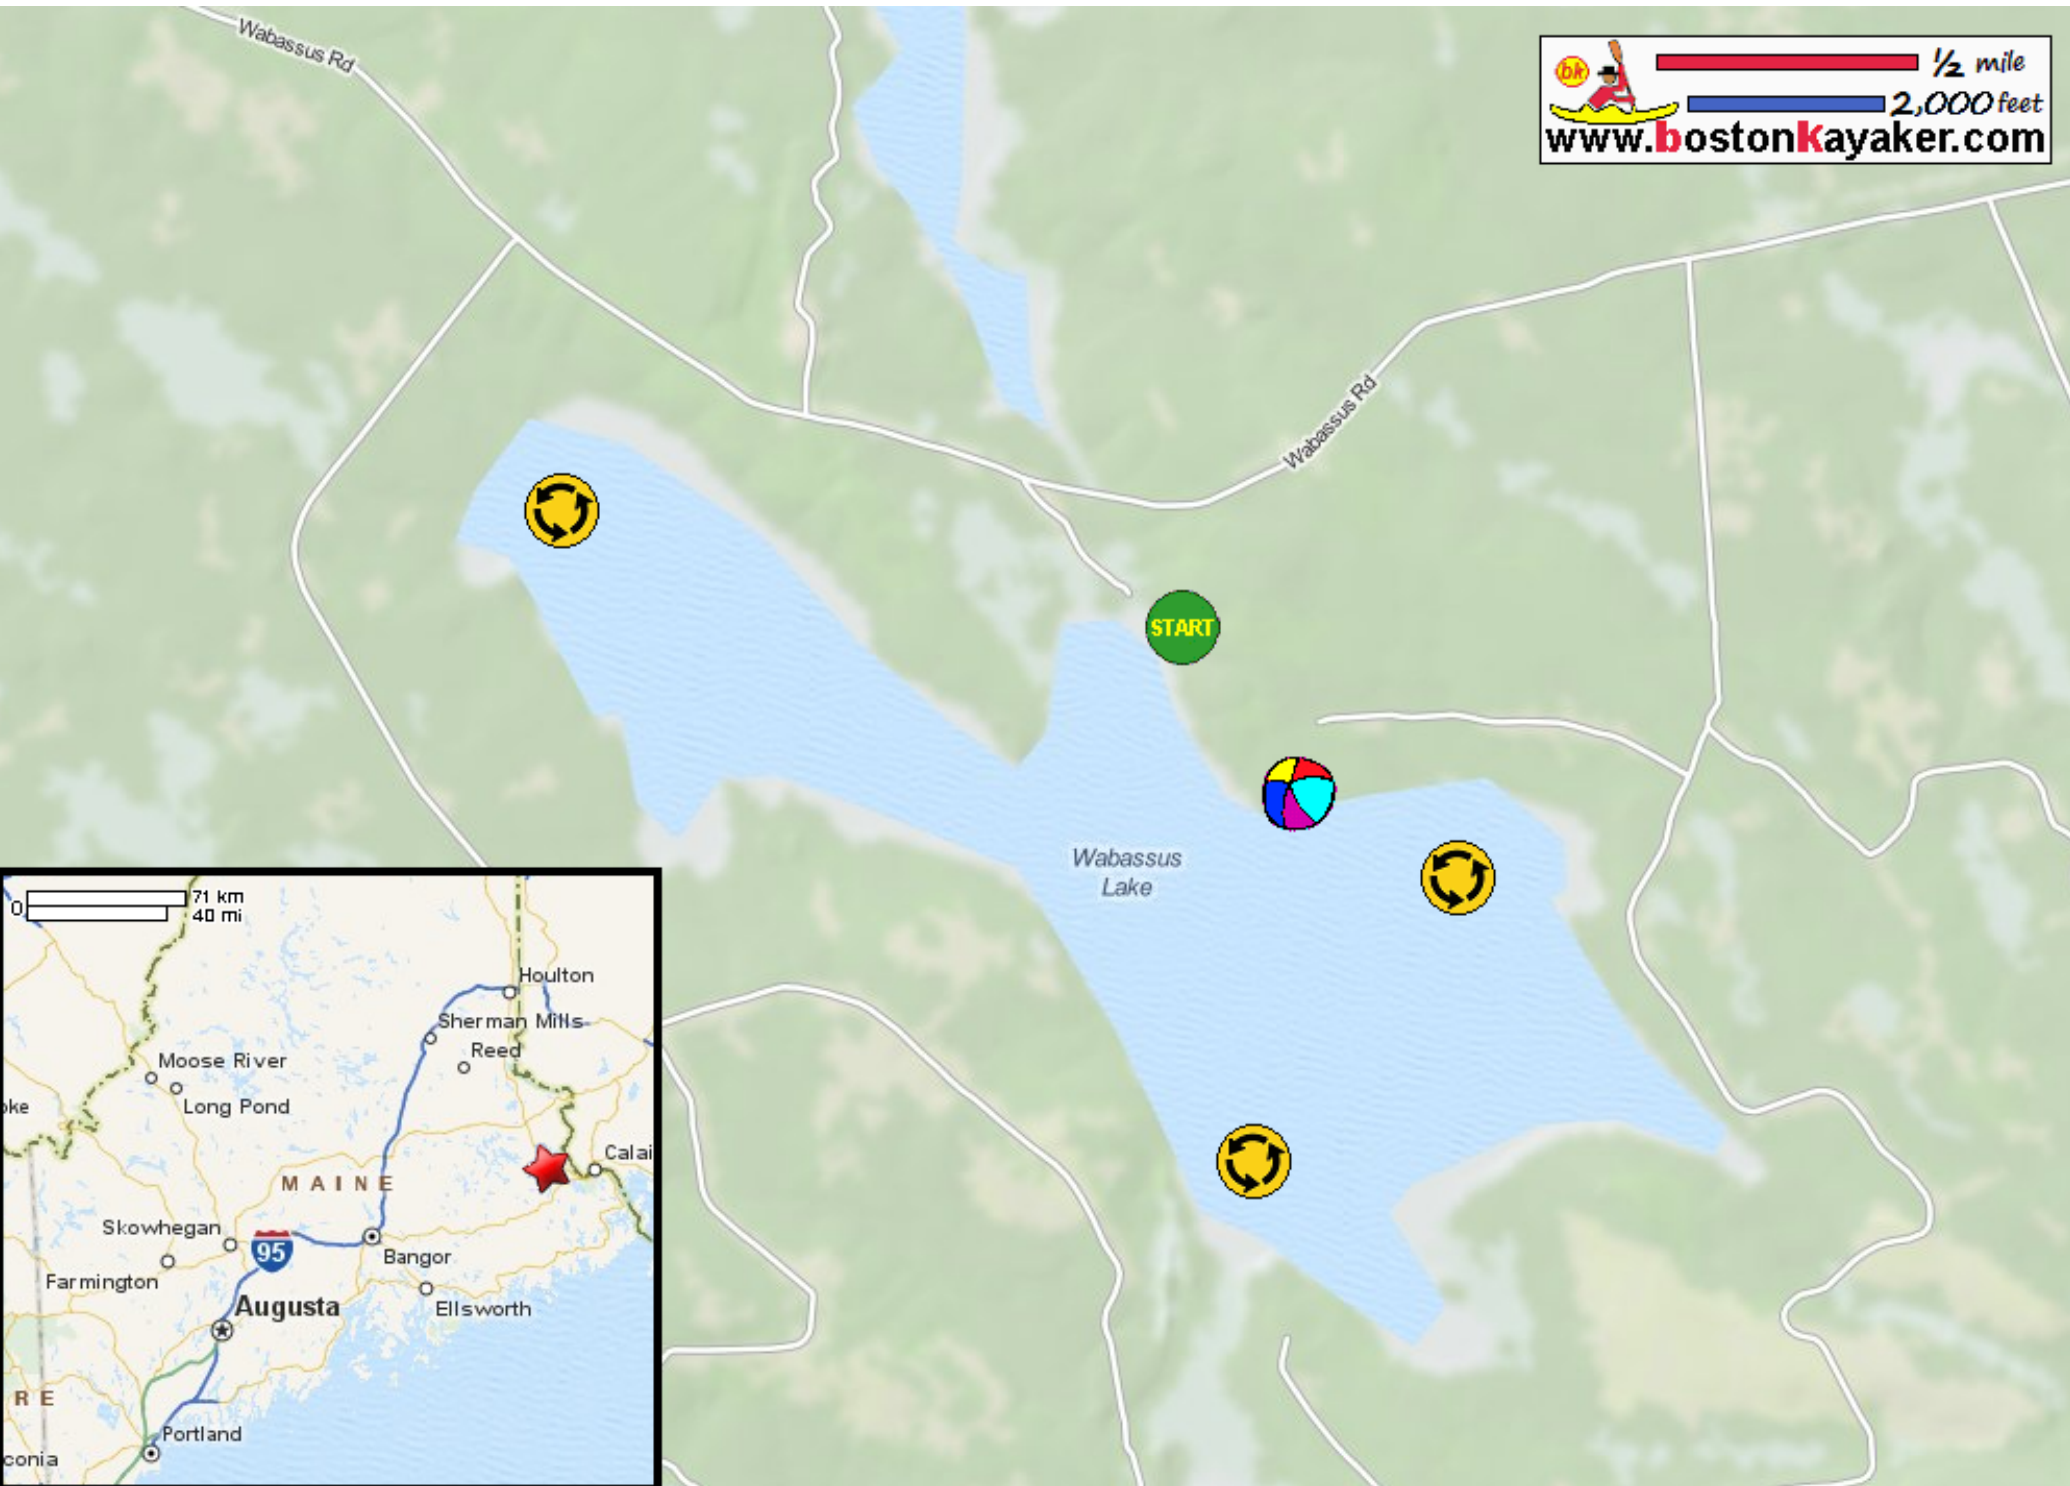 Wabassus Rd
bk
½ mile
2,000 feet
www.bostonKayaker.com
Wabassus Rd
START
Wabassus
Lake
0
71 km
40 mi
Houlton
Sherman Mills
Reed
Moose River
Long Pond
oke
Calai
MAINE
Skowhegan
95
Bangor
Farmington
Ellsworth
Augusta
RE
Portland
conia